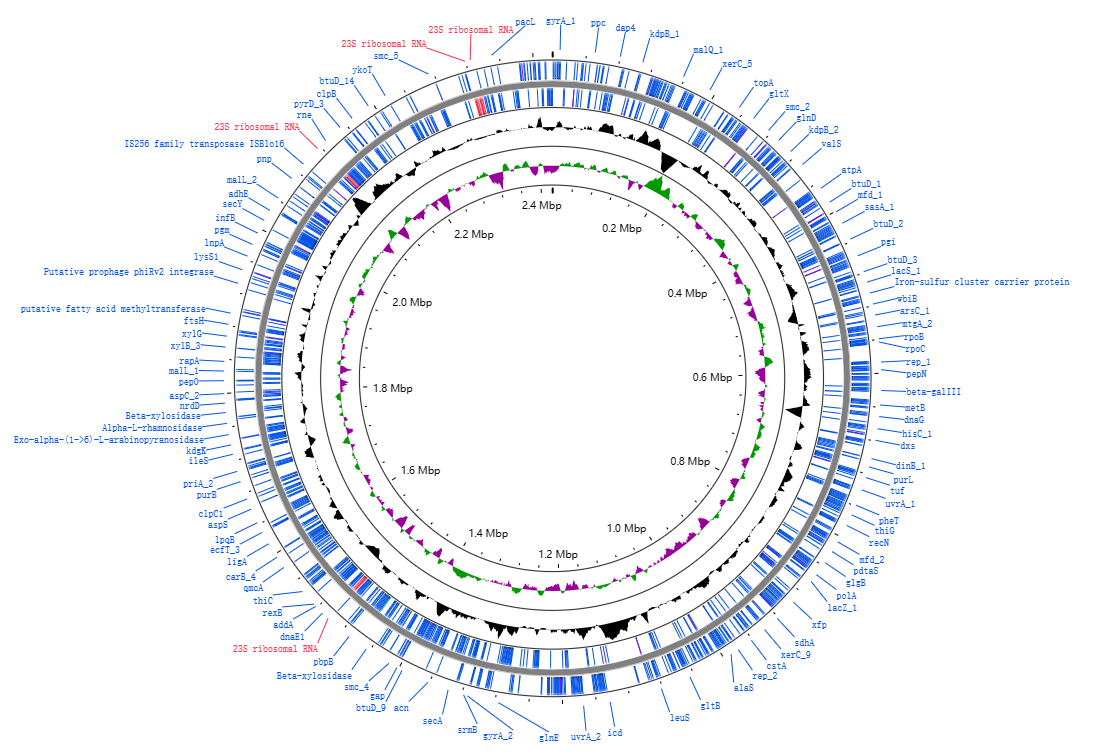 pacL
gyrA_1
ppc
dap4
kdpB_1
malQ_1
xerC_5
topA
gltX
smc_2
glnD
kdpB_2
valS
atpA
btuD_1
mfd_1
sasA_1
btuD_2
pgi
btuD_3
lacS_1
Iron-sulfur cluster carrier protein
ubiB
arsC_1
mtgA_2
rpoB
rpoC
rep_1
pepN
beta-galIII
metB
dnaG
hisC_1
dxs
dinB_1
purL
tuf
uvrA_1
pheT
thiG
recN
mfd_2
pdtaS
glgB
polA
lacZ_1
xfp
sdhA
xerC_9
cstA
rep_2
alaS
gltB
leuS
icd
uvrA_2
glnE
gyrA_2
srmB
secA
acn
btuD_9
gap
smc_4
Beta-xylosidase
pbpB
23S ribosomal RNA
dnaE1
addA
rexB
thiC
qmcA
carB_4
ligA
ecfT_3
lpqB
aspS
clpC1
purB
priA_2
ileS
kdgK
Exo-alpha-(1->6)-L-arabinopyranosidase
Alpha-L-rhamnosidase
Beta-xylosidase
nrdD
aspC_2
pepO
malL_1
rapA
xylB_3
xylG
ftsH
putative fatty acid methyltransferase
Putative prophage phiRv2 integrase
lysS1
lnpA
pgm
infB
secY
adhE
malL_2
pnp
IS256 family transposase ISBlo16
23S ribosomal RNA
rne
pyrD_3
clpB
btuD_14
ykoT
smc_5
23S ribosomal RNA
23S ribosomal RNA
2.4 Mbp
0.2 Mbp
0.4 Mbp
0.6 Mbp
0.8 Mbp
1.0 Mbp
1.2 Mbp
1.4 Mbp
1.6 Mbp
1.8 Mbp
2.0 Mbp
2.2 Mbp